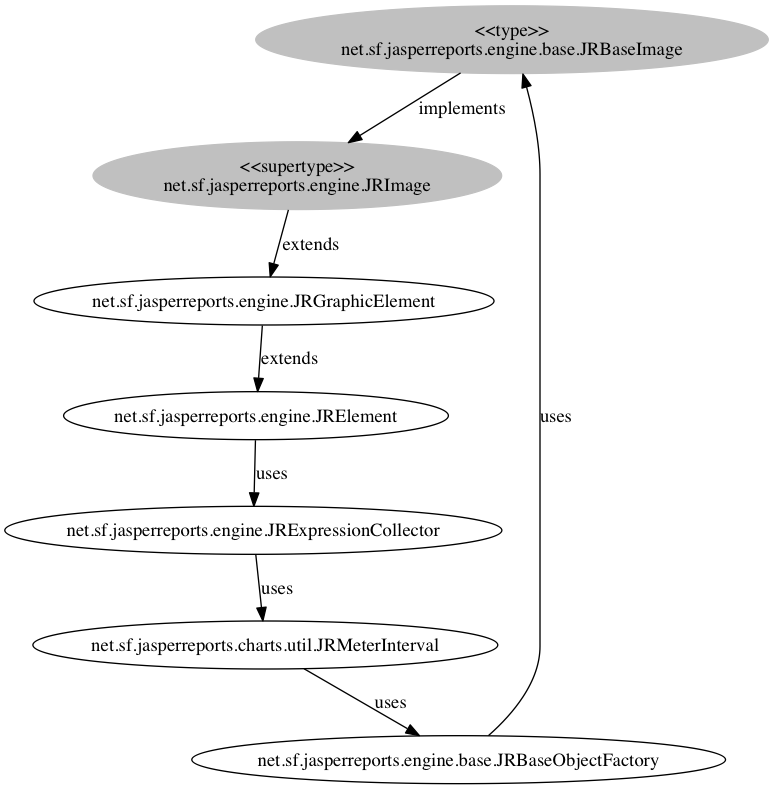 <<type>>
net.sf.jasperreports.engine.base.JRBaseImage
implements
<<supertype>>
net.sf.jasperreports.engine.JRImage
extends
net.sf.jasperreports.engine.JRGraphicElement
extends
net.sf.jasperreports.engine.JRElement
uses
uses
net.sf.jasperreports.engine.JRExpressionCollector
uses
net.sf.jasperreports.charts.util.JRMeterInterval
uses
net.sf.jasperreports.engine.base.JRBaseObjectFactory